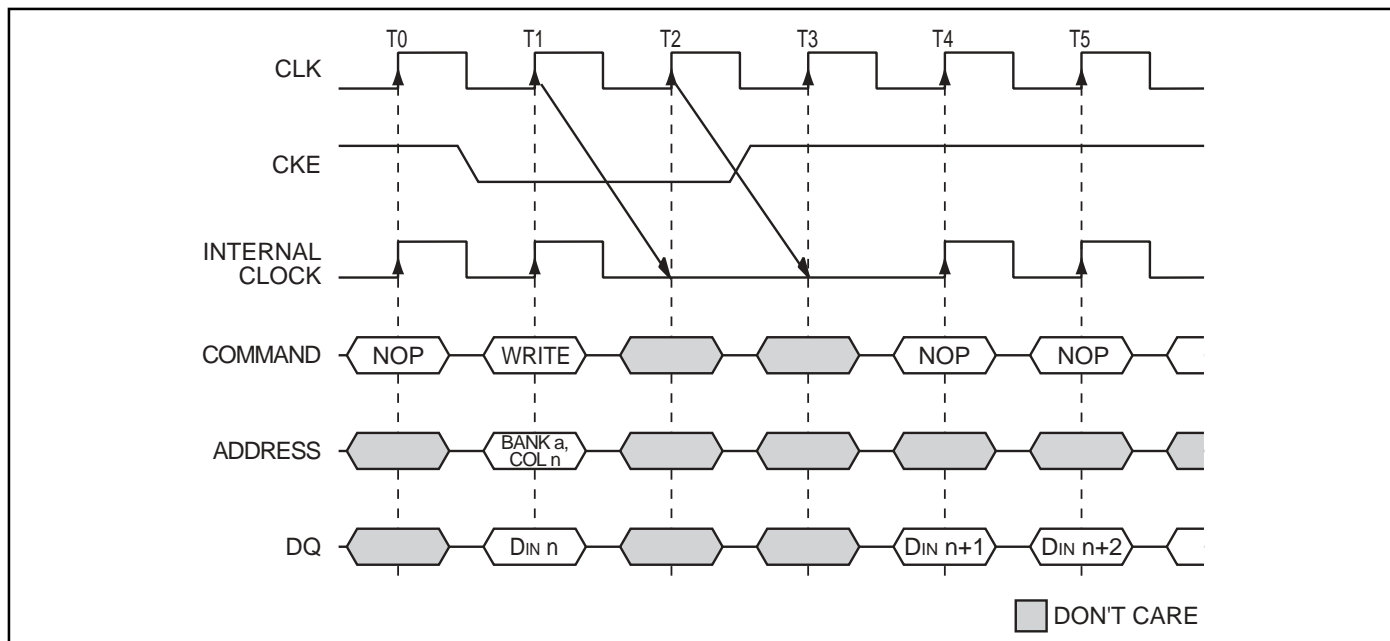 T0 T1 T2 T3 T4 T5
CLK
CKE
INTERNAL
CLOCK
COMMAND NOP WRITE NOP NOP
ADDRESS BANK a,
COL n
DQ DIN n DIN n+1 DIN n+2
DON'T CARE